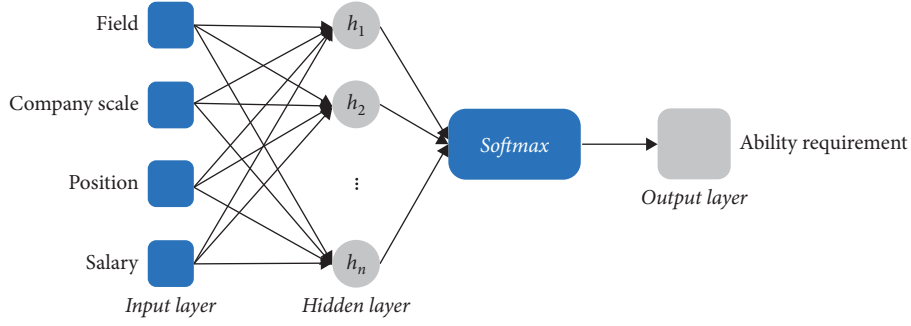 Field
h1
Company scale
h2
Softmax
Ability requirement
Position
...
Output layer
Salary
hn
Input layer
Hidden layer